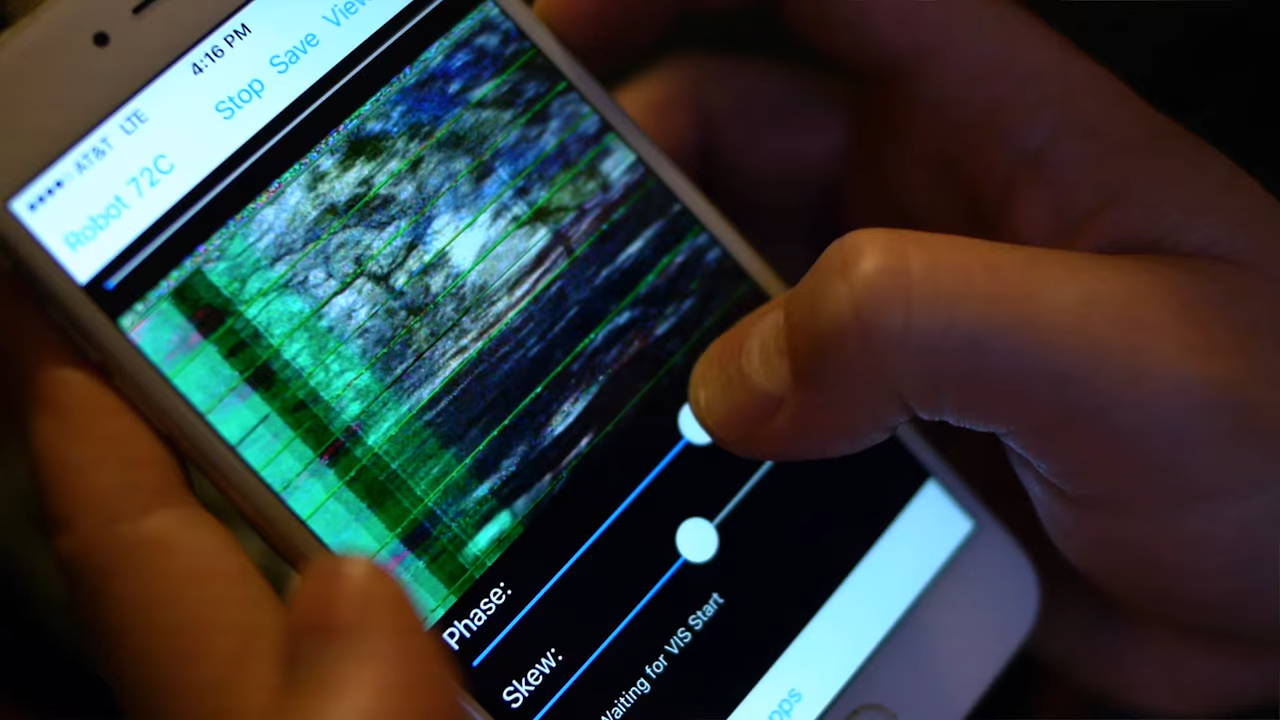 AT&T LTE 4:16 PM
Robot 72C Stop Save View
Phase:
Skew:
Waiting for VIS Start